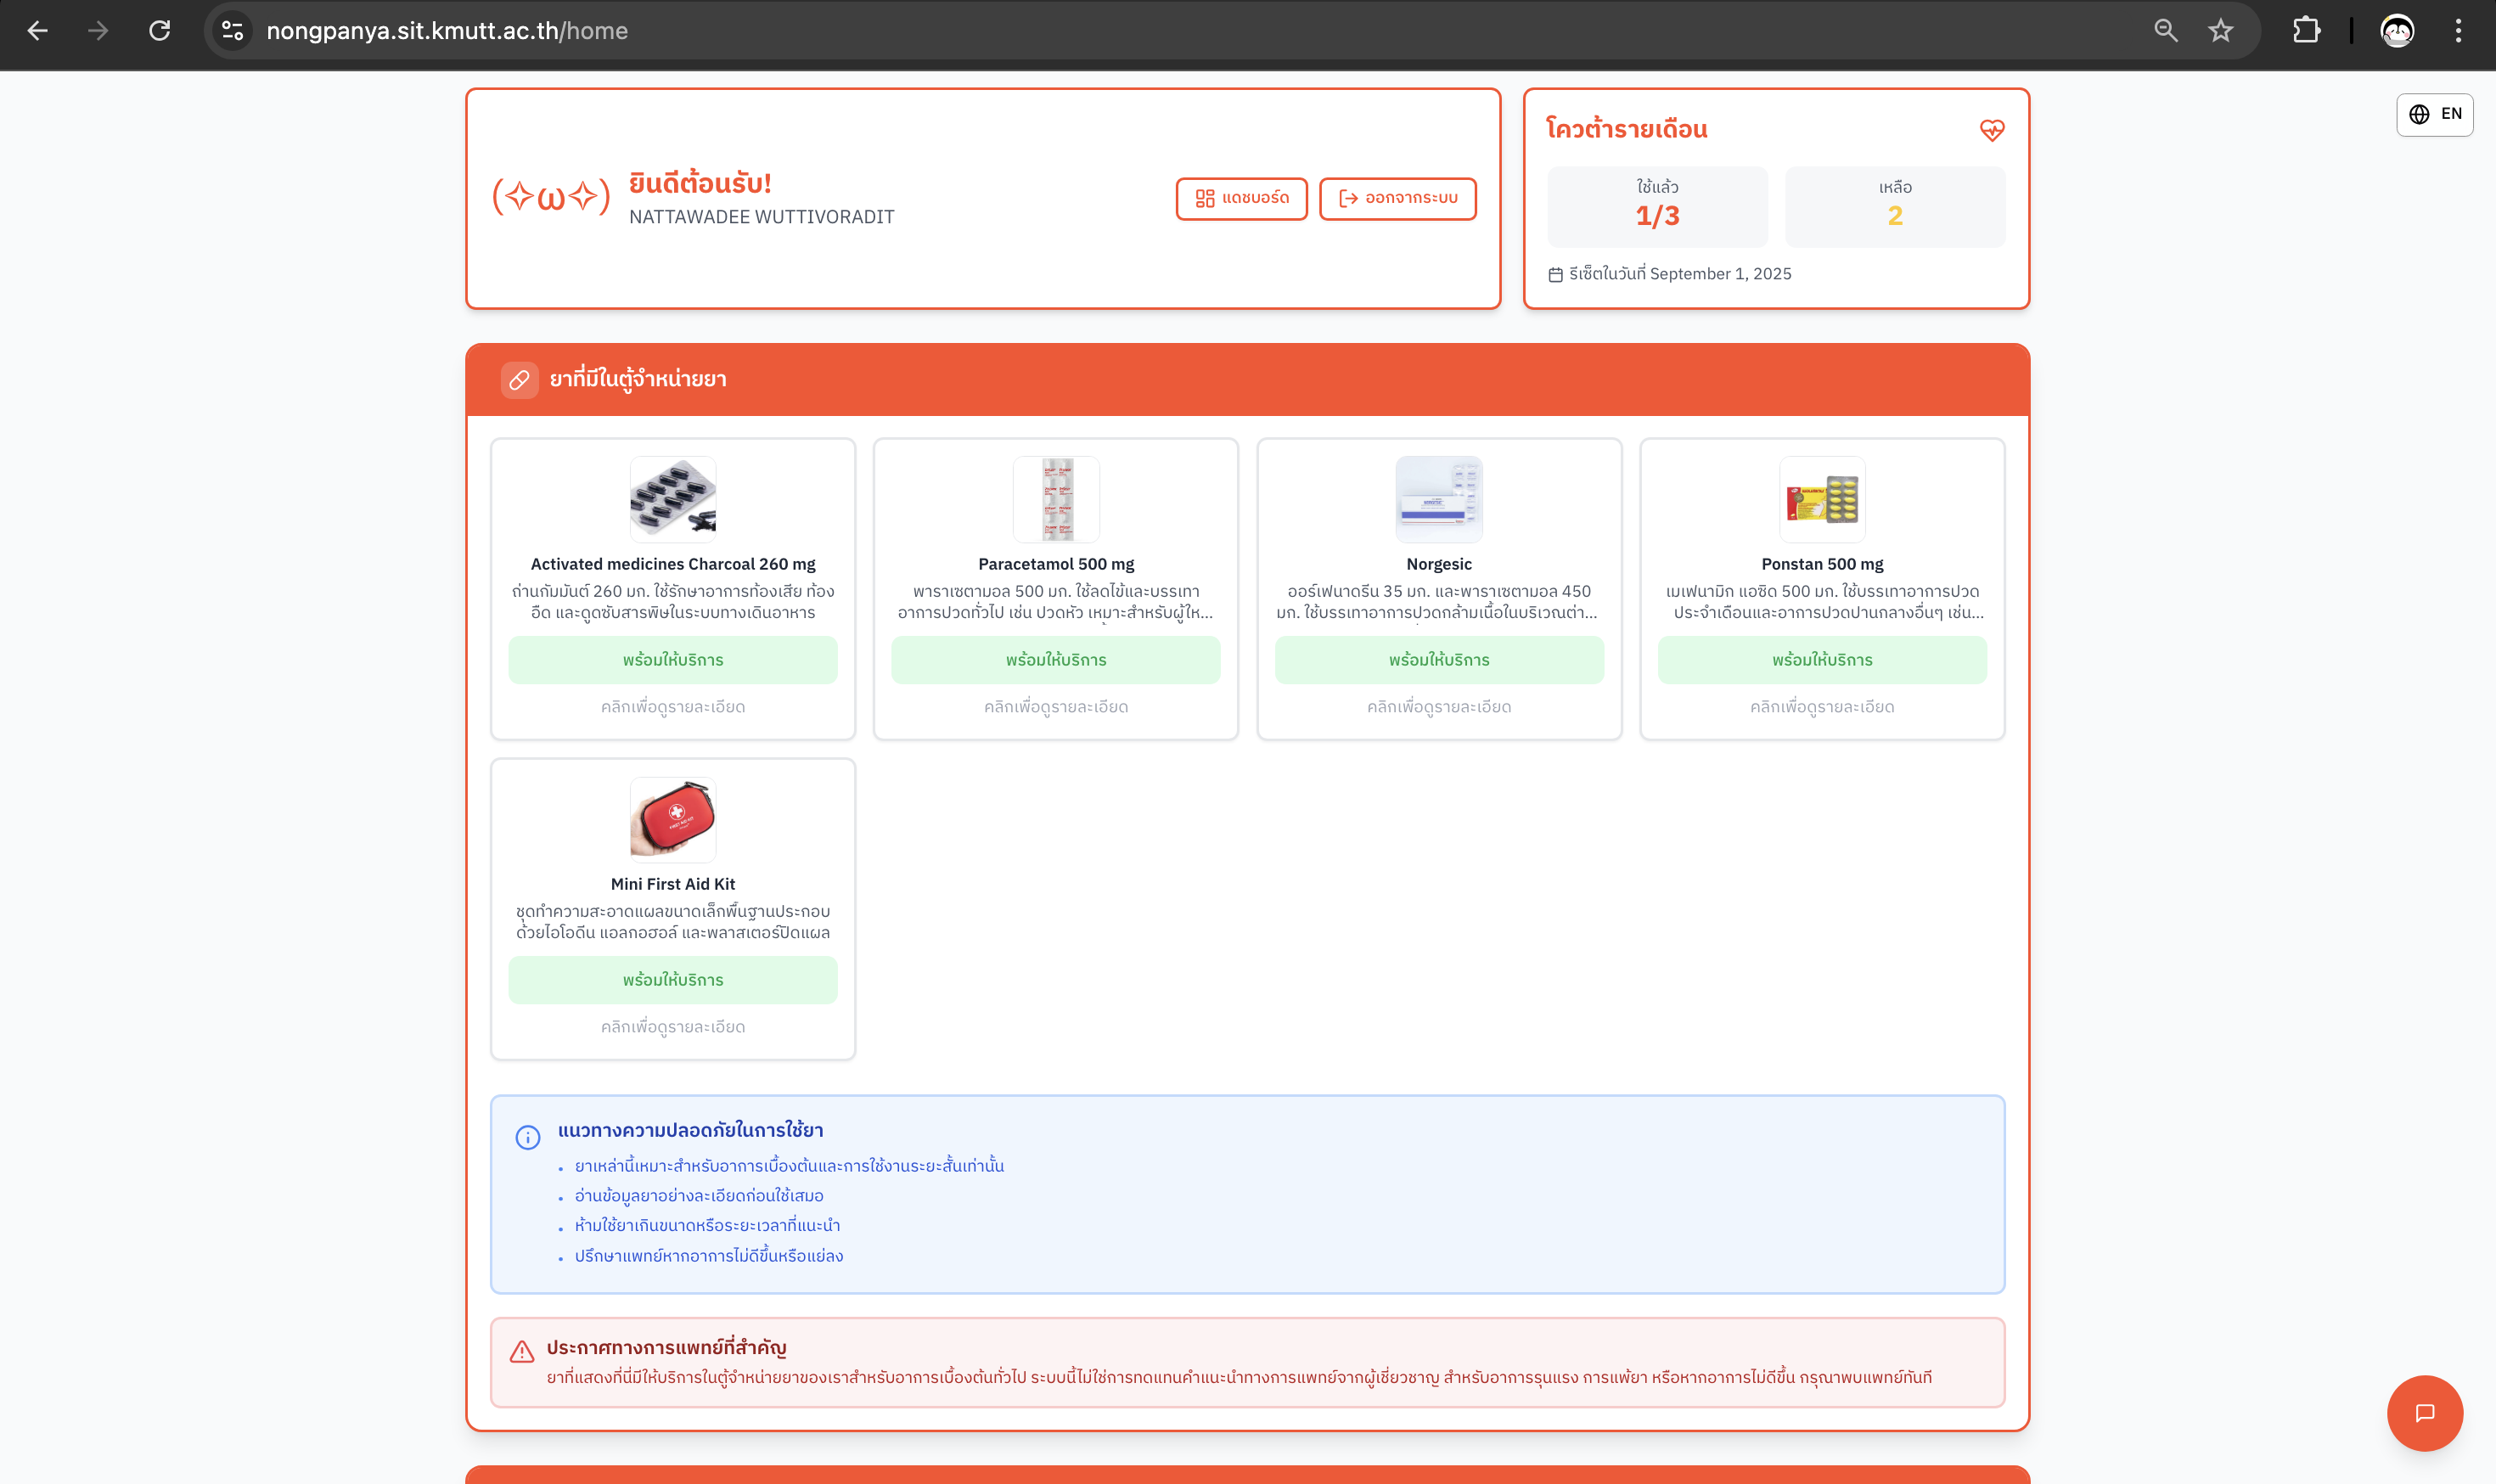 nongpanya.sit.kmutt.ac.th/home
EN
(✧ω✧)
ยินดีต้อนรับ!
NATTAWADEE WUTTIVORADIT
แดชบอร์ด
ออกจากระบบ
โควต้ารายเดือน
ใช้แล้ว
1/3
เหลือ
2
รีเซ็ตในวันที่ September 1, 2025
ยาที่มีในตู้จำหน่ายยา
Activated medicines Charcoal 260 mg
ถ่านกัมมันต์ 260 มก. ใช้รักษาอาการท้องเสีย ท้อง
อืด และดูดซับสารพิษในระบบทางเดินอาหาร
พร้อมให้บริการ
คลิกเพื่อดูรายละเอียด
Paracetamol 500 mg
พาราเซตามอล 500 มก. ใช้ลดไข้และบรรเทา
อาการปวดทั่วไป เช่น ปวดหัว เหมาะสำหรับผู้ให...
พร้อมให้บริการ
คลิกเพื่อดูรายละเอียด
Norgesic
ออร์เฟนาดรีน 35 มก. และพาราเซตามอล 450
มก. ใช้บรรเทาอาการปวดกล้ามเนื้อในบริเวณต่า...
พร้อมให้บริการ
คลิกเพื่อดูรายละเอียด
Ponstan 500 mg
เมเฟนามิก แอซิด 500 มก. ใช้บรรเทาอาการปวด
ประจำเดือนและอาการปวดปานกลางอื่นๆ เช่น...
พร้อมให้บริการ
คลิกเพื่อดูรายละเอียด
Mini First Aid Kit
ชุดทำความสะอาดแผลขนาดเล็กพื้นฐานประกอบ
ด้วยไอโอดีน แอลกอฮอล์ และพลาสเตอร์ปิดแผล
พร้อมให้บริการ
คลิกเพื่อดูรายละเอียด
แนวทางความปลอดภัยในการใช้ยา
• ยาเหล่านี้เหมาะสำหรับอาการเบื้องต้นและการใช้งานระยะสั้นเท่านั้น
• อ่านข้อมูลยาอย่างละเอียดก่อนใช้เสมอ
• ห้ามใช้ยาเกินขนาดหรือระยะเวลาที่แนะนำ
• ปรึกษาแพทย์หากอาการไม่ดีขึ้นหรือแย่ลง
ประกาศทางการแพทย์ที่สำคัญ
ยาที่แสดงที่นี่มีให้บริการในตู้จำหน่ายยาของเราสำหรับอาการเบื้องต้นทั่วไป ระบบนี้ไม่ใช่การทดแทนคำแนะนำทางการแพทย์จากผู้เชี่ยวชาญ สำหรับอาการรุนแรง การแพ้ยา หรือหากอาการไม่ดีขึ้น กรุณาพบแพทย์ทันที